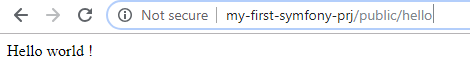 Not secure | my-first-symfony-prj/public/hello
Hello world !